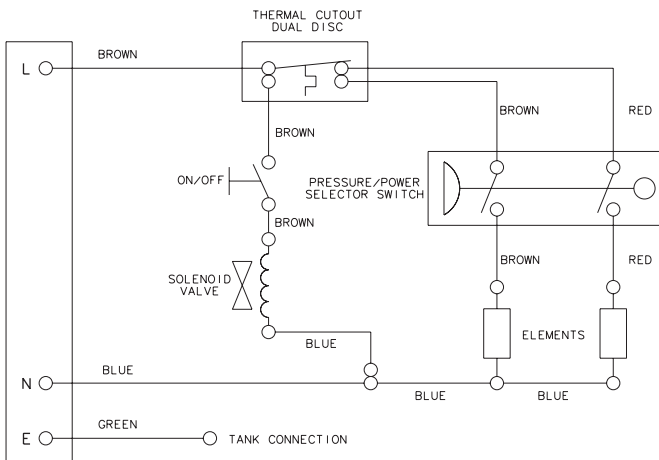 THERMAL CUTOUT
DUAL DISC
L
BROWN
BROWN
BROWN
RED
ON/OFF
PRESSURE/POWER
SELECTOR SWITCH
BROWN
BROWN
RED
SOLENOID
VALVE
BLUE
ELEMENTS
N
BLUE
BLUE
BLUE
E
GREEN
TANK CONNECTION